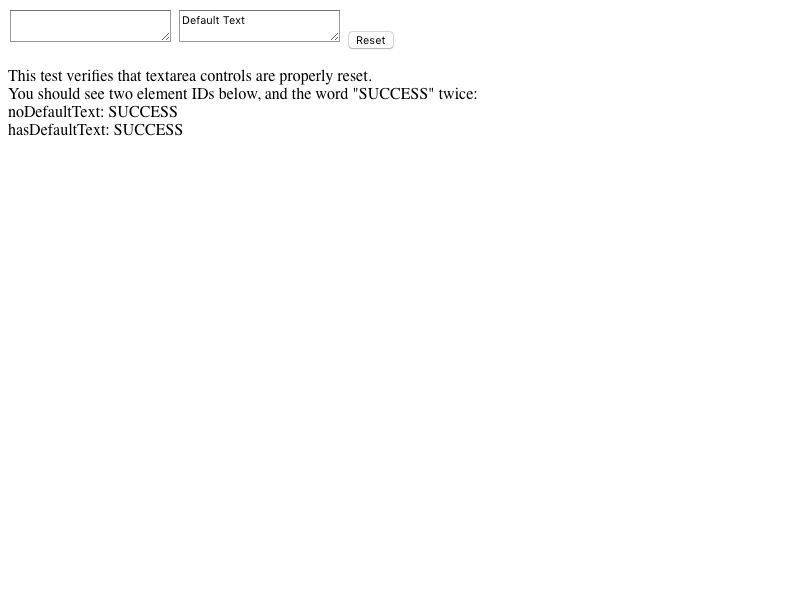 Default Text
Reset
This test verifies that textarea controls are properly reset.
You should see two element IDs below, and the word "SUCCESS" twice:
noDefaultText: SUCCESS
hasDefaultText: SUCCESS